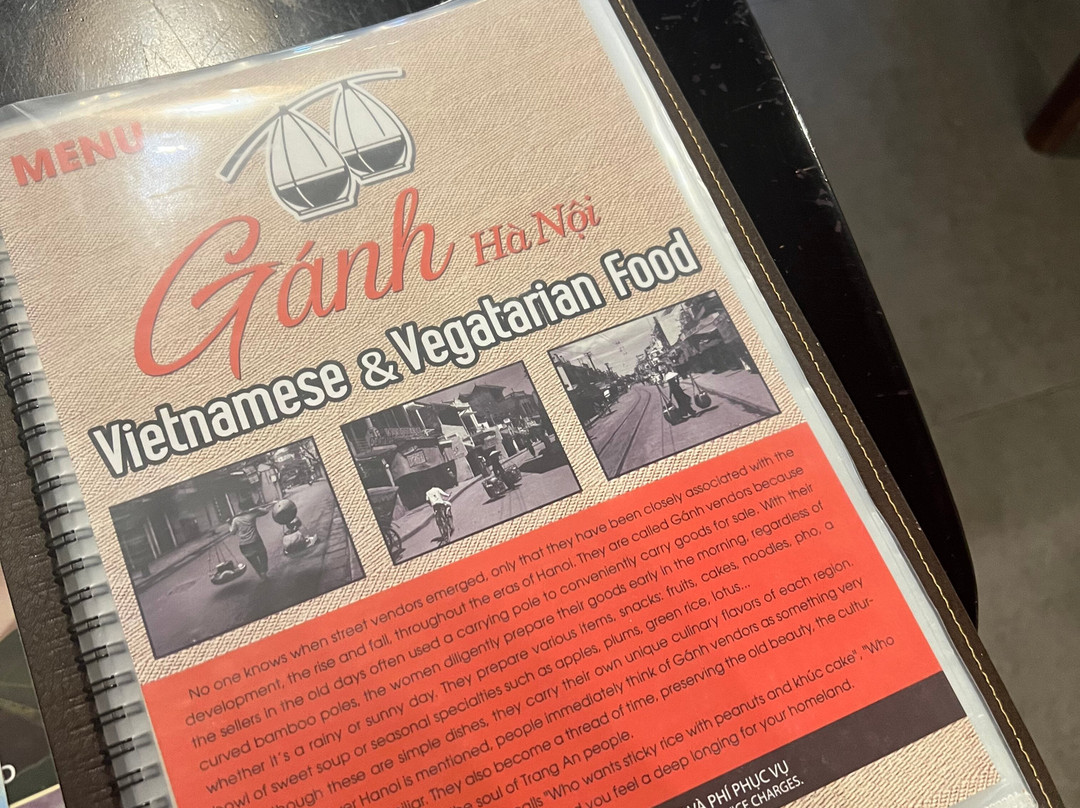 MENU
Gánh Hà Nội
Vietnamese & Vegatarian Food
No one knows when street vendors emerged, only that they have been closely associated with the
development, the rise and fall, throughout the eras of Hanoi. They are called Gánh vendors because
the sellers in the old days often used a carrying pole to conveniently carry goods for sale. With their
curved bamboo poles, the women diligently prepare their goods early in the morning, regardless of
whether it's a rainy or sunny day. They prepare various items, snacks: fruits, cakes, noodles, pho, a
bowl of sweet soup or seasonal specialties such as apples, plums, green rice, lotus...
though these are simple dishes, they carry their own unique culinary flavors of each region.
er Hanoi is mentioned, people immediately think of Gánh vendors as something very
iliar. They also become a thread of time, preserving the old beauty, the cultur-
the soul of Trang An people.
alls "Who wants sticky rice with peanuts and khúc cake", "Who
d you feel a deep longing for your homeland.
VÀ PHÍ PHỤC VỤ
ICE CHARGES.